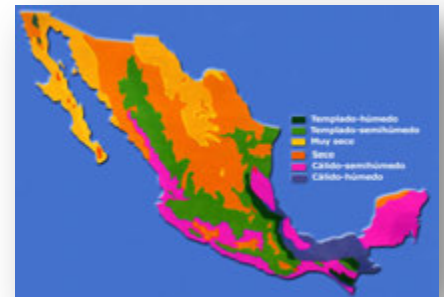 Templado-húmedo
Templado-semihúmedo
Muy seco
Seco
Cálido-semihúmedo
Cálido-húmedo